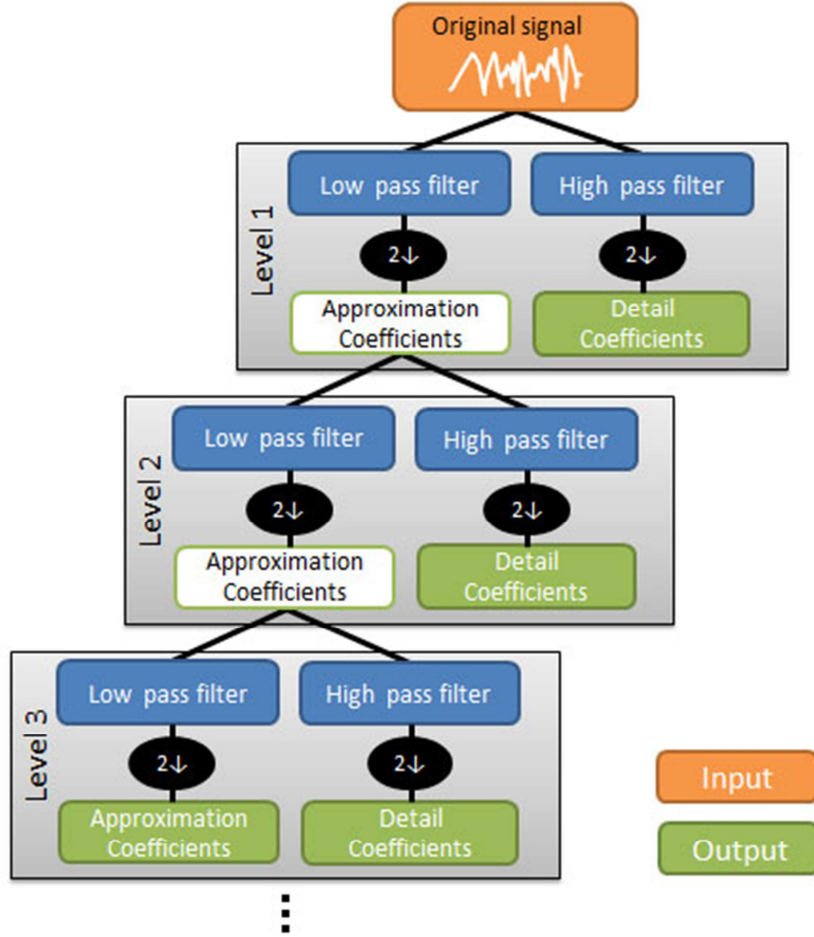 Original signal
Level 1
Low pass filter
High pass filter
2↓
2↓
Approximation
Coefficients
Detail
Coefficients
Level 2
Low pass filter
High pass filter
2↓
2↓
Approximation
Coefficients
Detail
Coefficients
Level 3
Low pass filter
High pass filter
2↓
2↓
Approximation
Coefficients
Detail
Coefficients
Input
Output